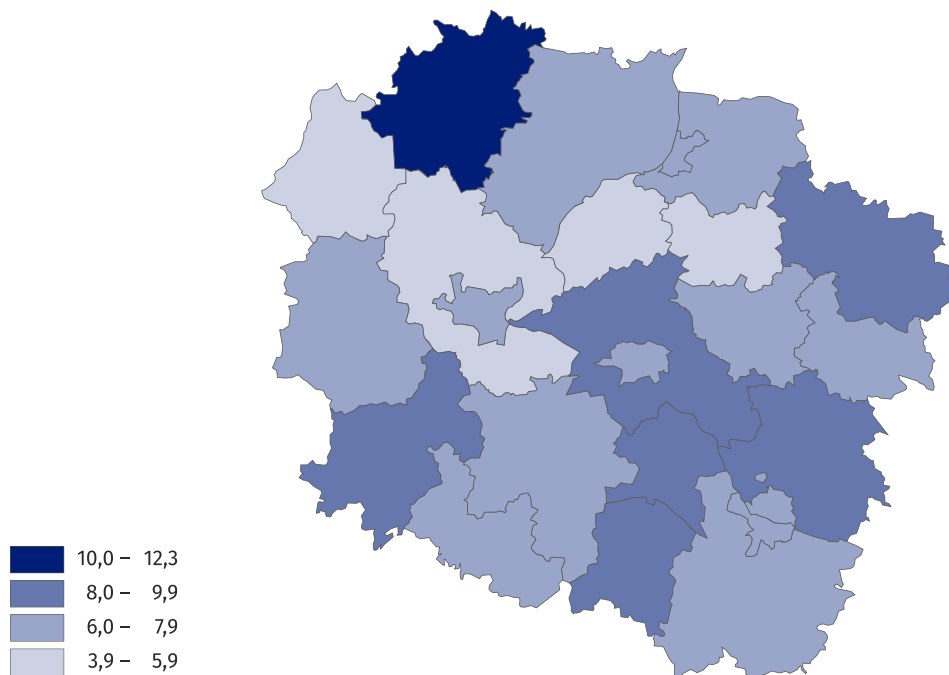 10,0 – 12,3
8,0 – 9,9
6,0 – 7,9
3,9 – 5,9